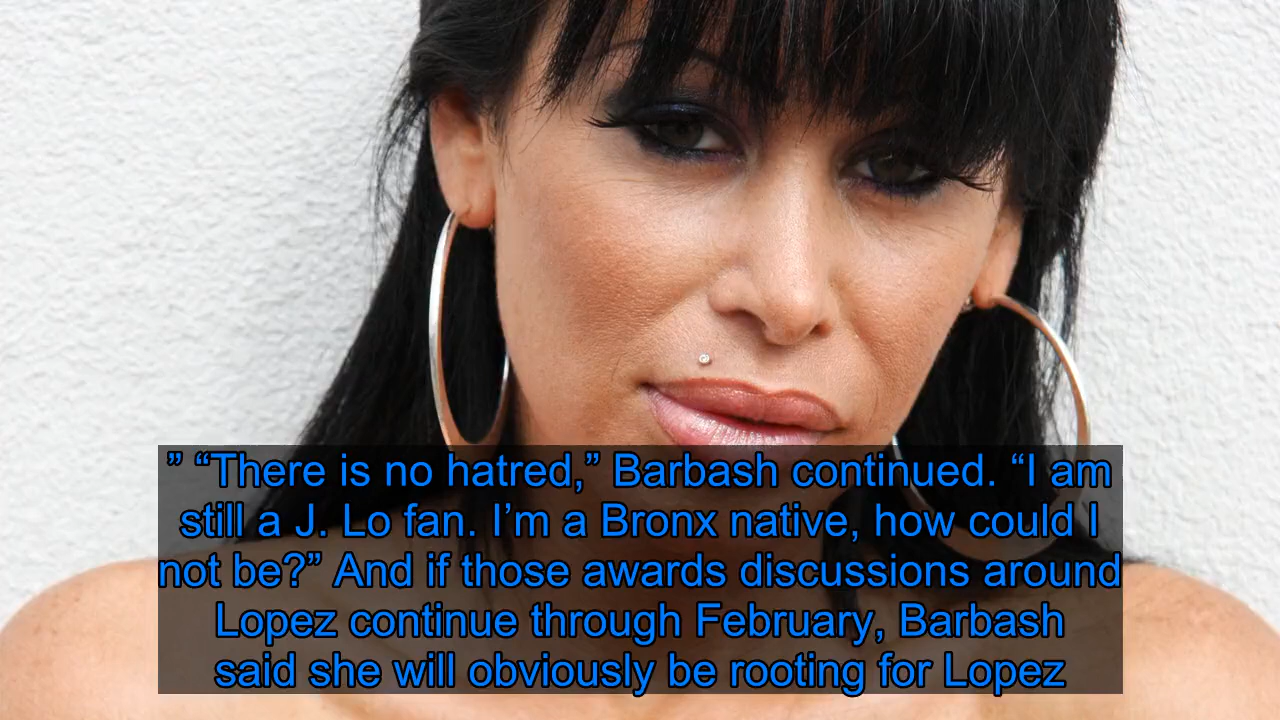 ” “There is no hatred,” Barbash continued. “I am
still a J. Lo fan. I’m a Bronx native, how could I
not be?” And if those awards discussions around
Lopez continue through February, Barbash
said she will obviously be rooting for Lopez